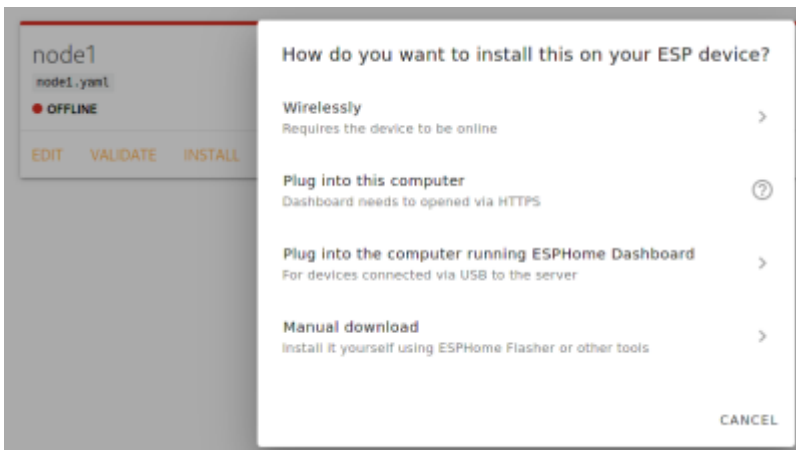 node1
node1.yaml
OFFLINE
EDIT VALIDATE INSTALL
How do you want to install this on your ESP device?
Wirelessly
Requires the device to be online
Plug into this computer
Dashboard needs to opened via HTTPS
Plug into the computer running ESPHome Dashboard
For devices connected via USB to the server
Manual download
Install it yourself using ESPHome Flasher or other tools
CANCEL